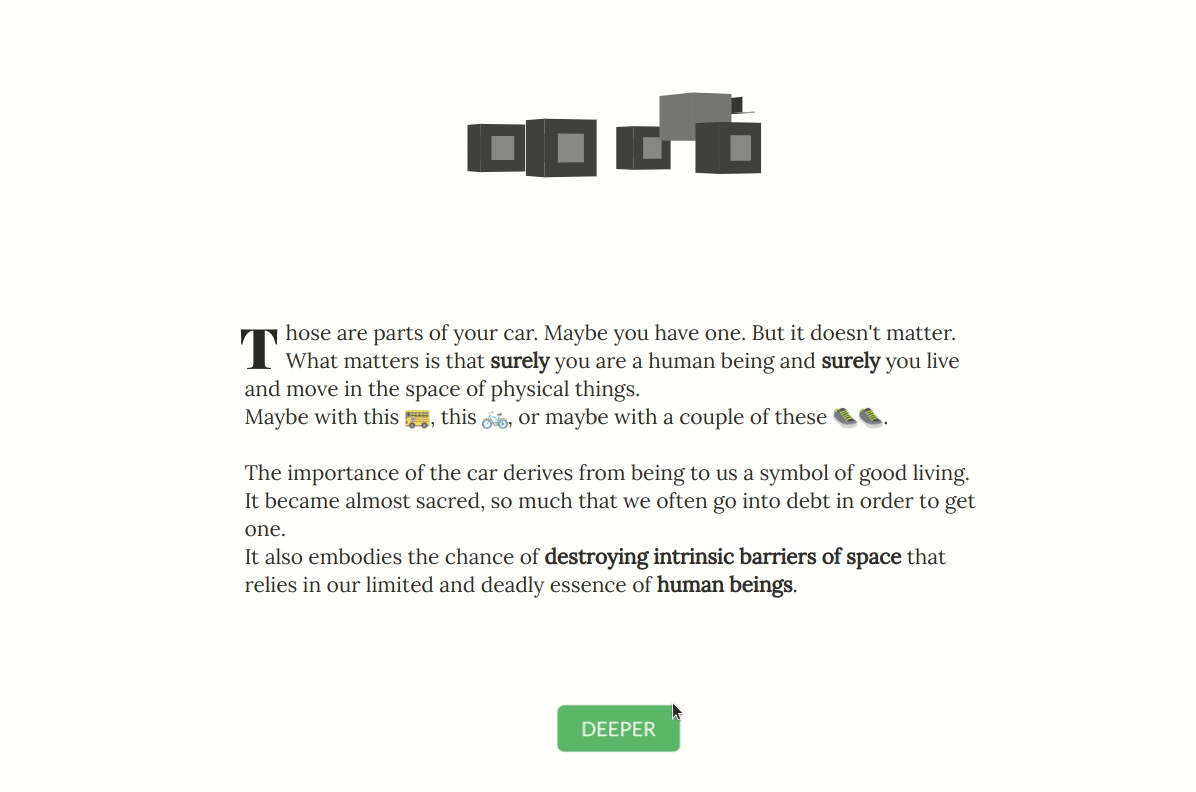 Those are parts of your car. Maybe you have one. But it doesn't matter.
What matters is that surely you are a human being and surely you live
and move in the space of physical things.
Maybe with this 🚌, this 🚲, or maybe with a couple of these 👟👟.
The importance of the car derives from being to us a symbol of good living.
It became almost sacred, so much that we often go into debt in order to get
one.
It also embodies the chance of destroying intrinsic barriers of space that
relies in our limited and deadly essence of human beings.
DEEPER